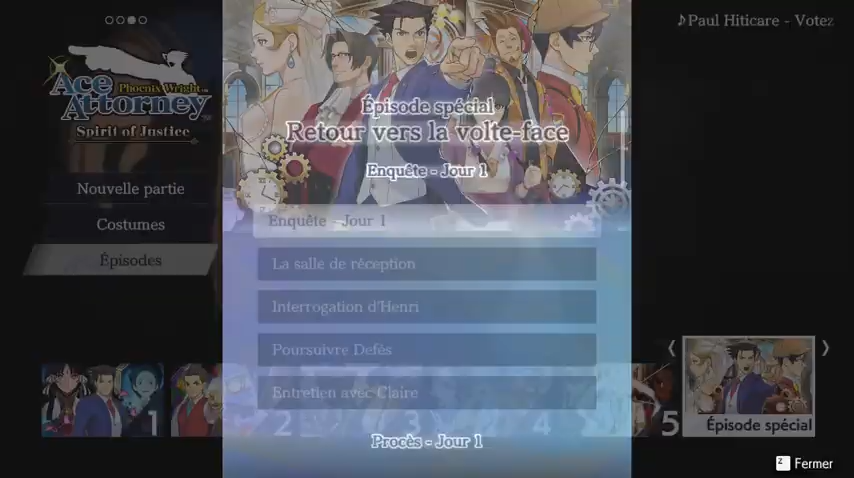 ♪Paul Hiticare - Votez
Phoenix Wright™
Ace Attorney™
Spirit of Justice
Nouvelle partie
Costumes
Épisodes
Épisode spécial
Retour vers la volte-face
Enquête - Jour 1
Enquête - Jour 1
La salle de réception
Interrogation d'Henri
Poursuivre Defès
Entretien avec Claire
Procès - Jour 1
1
2
3
4
5
Épisode spécial
Z Fermer